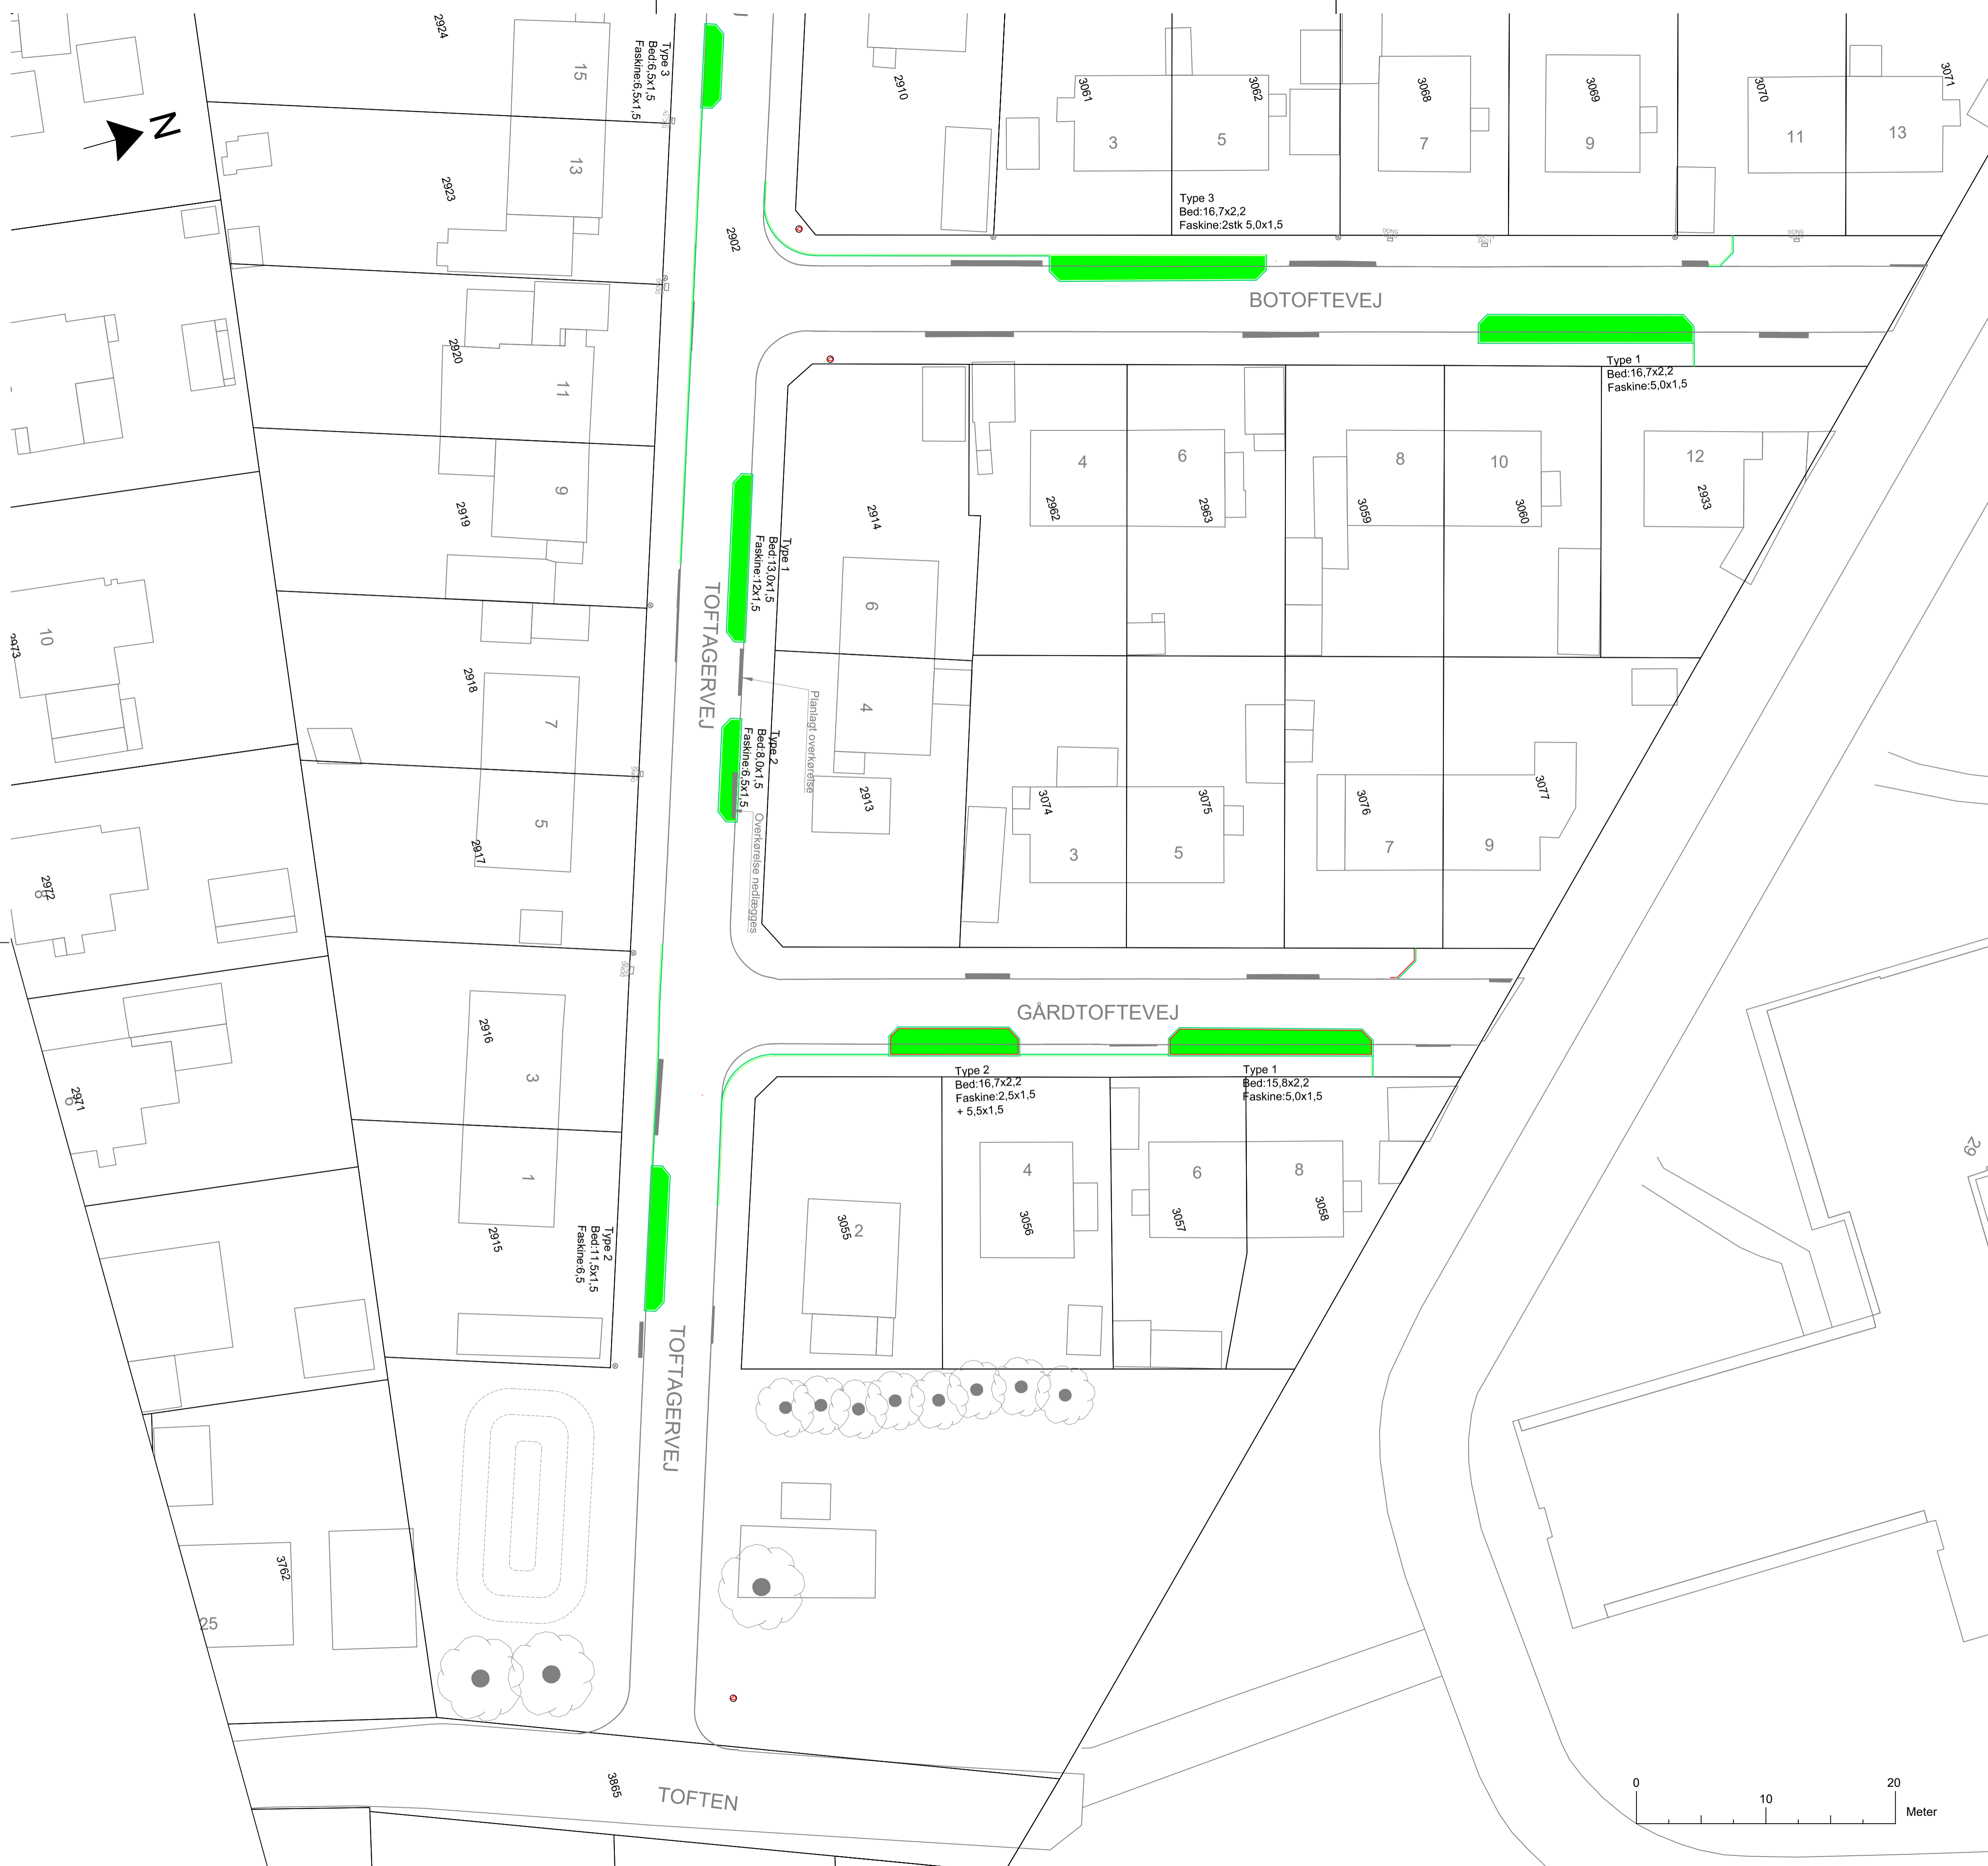 2924
15
Type 3
Bed:6,5x1,5
Faskine:6,5x1,5
2910
3061
3062
3068
3069
3070
3071
3
5
7
9
11
13
N
13
2923
2902
Type 3
Bed:16,7x2,2
Faskine:2stk 5,0x1,5
DONG
DONG
BOTOFTEVEJ
2920
11
Type 1
Bed:16,7x2,2
Faskine:5,0x1,5
4
6
8
10
12
9
2919
2914
2962
2963
3059
3060
2933
Type 1
Bed:13,0x1,5
Faskine:12x1,5
TOFTAGERVEJ
6
10
2973
2918
7
4
Planlagt overkørelse
Type 2
Bed:8,0x1,5
Faskine:6,5x1,5
2913
3074
3075
3076
3077
5
2917
3
5
7
9
8
2972
Overkørelse nedlægges
GÅRDTOFTEVEJ
2916
3
2971
6
Type 2
Bed:16,7x2,2
Faskine:2,5x1,5
+ 5,5x1,5
Type 1
Bed:15,8x2,2
Faskine:5,0x1,5
29
1
2915
Type 2
Bed:11,5x1,5
Faskine:6,5
4
6
8
3055
2
3056
3057
3058
TOFTAGERVEJ
3762
25
3865
TOFTEN
0
10
20
Meter